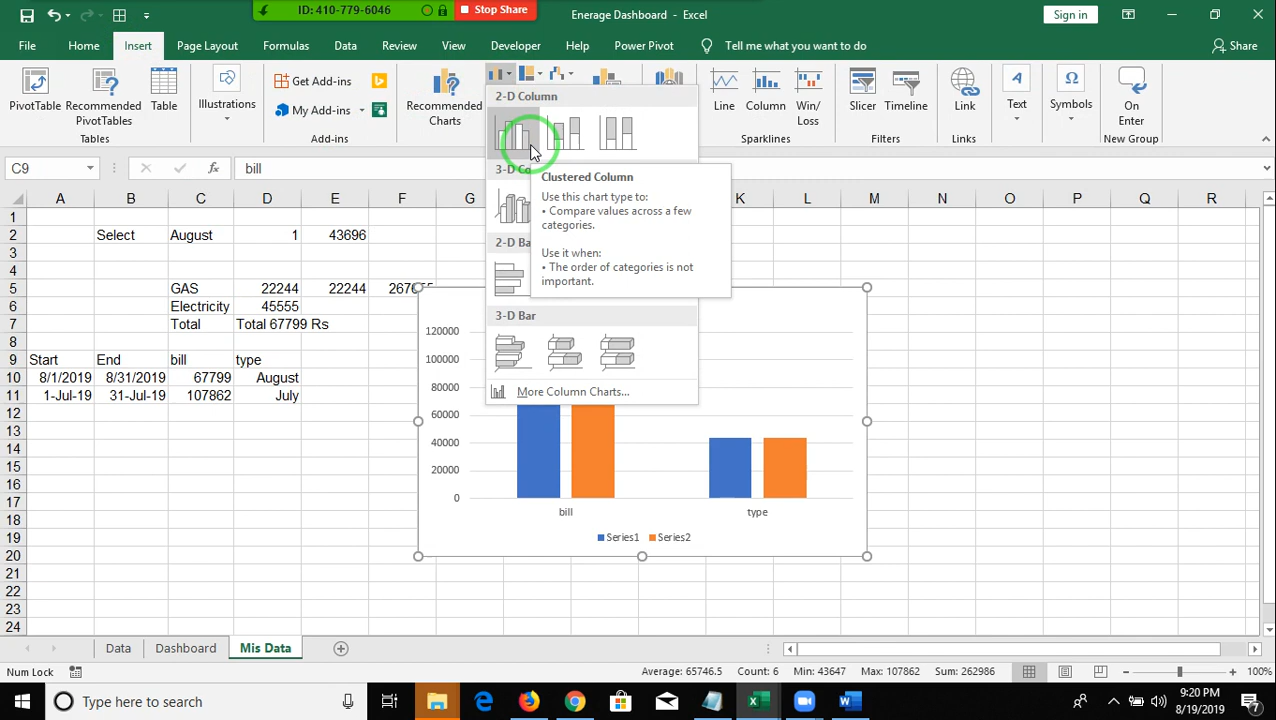 ID: 410-779-6046
Stop Share
Enerage Dashboard - Excel
Sign in
File Home Insert Page Layout Formulas Data Review View Developer Help Power Pivot Tell me what you want to do Share
PivotTable
Recommended
PivotTables
Table
Illustrations
Get Add-ins
My Add-ins
Recommended
Charts
Line
Column
Win/
Loss
Slicer
Timeline
Link
Text
Symbols
On
Enter
Tables
Add-ins
Sparklines
Filters
Links
New Group
C9
bill
2-D Column
3-D Co
2-D Ba
3-D Bar
More Column Charts...
Clustered Column
Use this chart type to:
• Compare values across a few
categories.
Use it when:
• The order of categories is not
important.
A B C D E F G K L M N O P Q R
1
2 Select August 1 43696
3
4
5 GAS 22244 22244
6 Electricity 45555
7 Total Total 67799 Rs
8
9 Start End bill type
10 8/1/2019 8/31/2019 67799 August
11 1-Jul-19 31-Jul-19 107862 July
12
13
14
15
16
17
18
19
20
21
22
23
24
120000
100000
80000
60000
40000
20000
0
bill type
Series1 Series2
Data Dashboard Mis Data
Num Lock
Average: 65746.5 Count: 6 Min: 43647 Max: 107862 Sum: 262986
100%
Type here to search
9:20 PM
8/19/2019